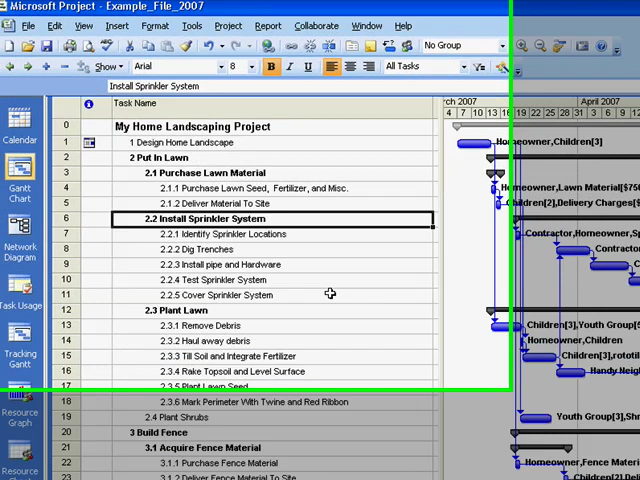 Microsoft Project - Example_File_2007
File Edit View Insert Format Tools Project Report Collaborate Window Help
No Group
Show Arial 8 B I U All Tasks
Install Sprinkler System
Task Name
rch 2007 April 2007
4 7 10 13 16 19 22 25 28 31 3 6 9 12 15 18
0 My Home Landscaping Project
1 1 Design Home Landscape Homeowner,Children[3]
2 2 Put In Lawn
3 2.1 Purchase Lawn Material
4 2.1.1 Purchase Lawn Seed, Fertilizer, and Misc. Homeowner,Lawn Material[$75
5 2.1.2 Deliver Material To Site Children[2],Delivery Charges[$
6 2.2 Install Sprinkler System
7 2.2.1 Identify Sprinkler Locations Contractor,Homeowner,Sp
8 2.2.2 Dig Trenches Contractor
9 2.2.3 Install pipe and Hardware Co
10 2.2.4 Test Sprinkler System
11 2.2.5 Cover Sprinkler System
12 2.3 Plant Lawn
13 2.3.1 Remove Debris Children[3],Youth Group[3
14 2.3.2 Haul away debris Homeowner,Children
15 2.3.3 Till Soil and Integrate Fertilizer Children[3],rototil
16 2.3.4 Rake Topsoil and Level Surface Handy Neigh
17 2.3.5 Plant Lawn Seed
18 2.3.6 Mark Perimeter With Twine and Red Ribbon
19 2.4 Plant Shrubs Youth Group[3],Shr
20 3 Build Fence
21 3.1 Acquire Fence Material
22 3.1.1 Purchase Fence Material Homeowner,Fence Mater
23 3.1.2 Deliver Fence Material To Site Children[2],Deliver
Calendar
Gantt Chart
Network Diagram
Task Usage
Tracking Gantt
Resource Graph
Resource